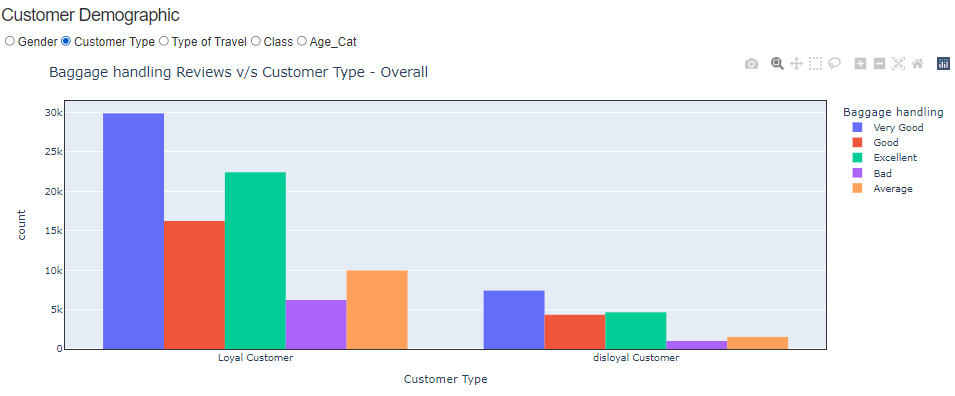 Customer Demographic
Gender Customer Type Type of Travel Class Age_Cat
Baggage handling Reviews v/s Customer Type - Overall
30k
25k
20k
15k
10k
5k
0
count
Loyal Customer
disloyal Customer
Customer Type
Baggage handling
Very Good
Good
Excellent
Bad
Average